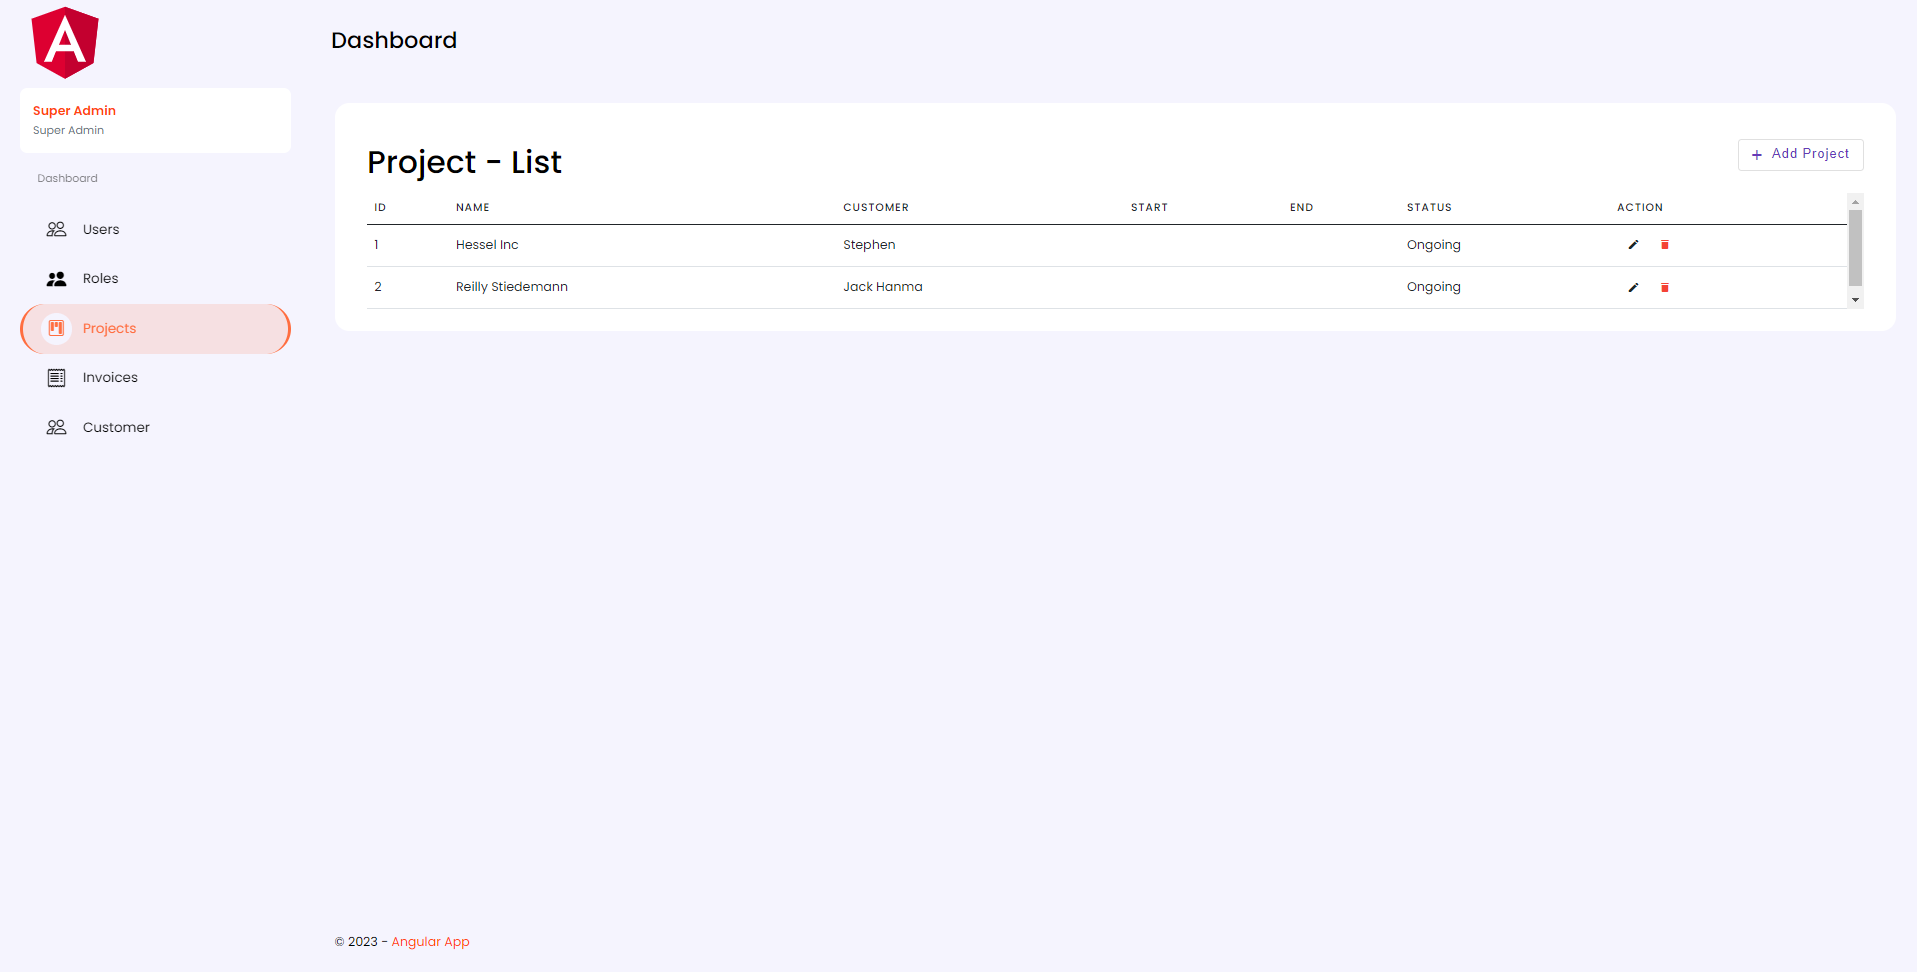 A
Dashboard
Super Admin
Super Admin
Dashboard
Users
Roles
Projects
Invoices
Customer
Project - List
+ Add Project
ID NAME CUSTOMER START END STATUS ACTION
1 Hessel Inc Stephen Ongoing
2 Reilly Stiedemann Jack Hanma Ongoing
© 2023 - Angular App